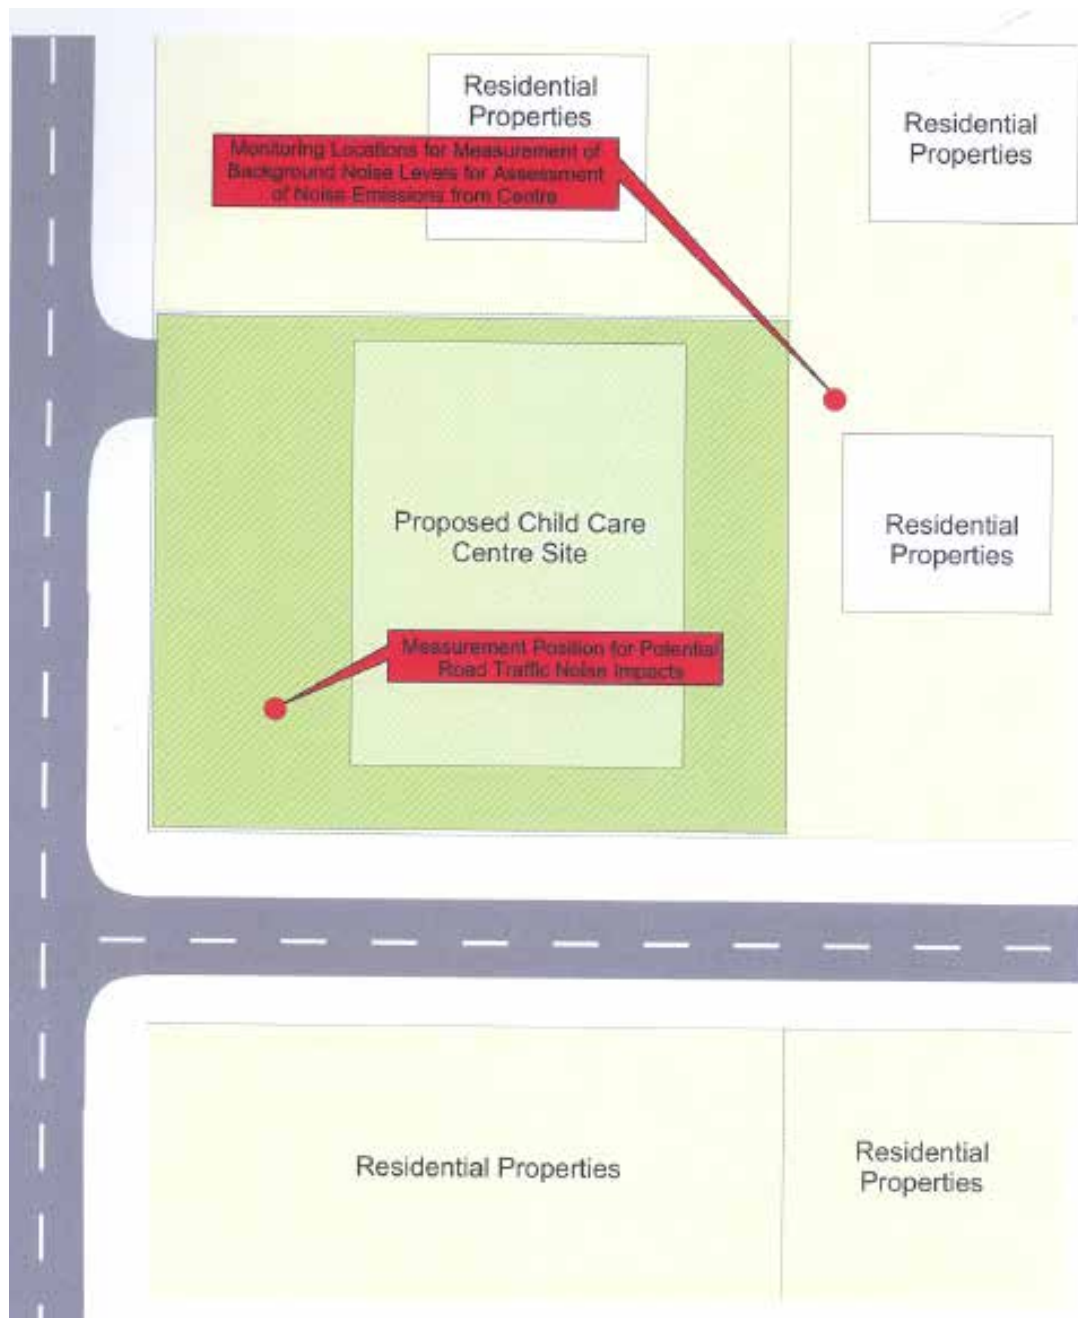 Residential
Properties
Residential
Properties
Monitoring Locations for Measurement of
Background Noise Levels for Assessment
of Noise Emissions from Centre
Proposed Child Care
Centre Site
Residential
Properties
Measurement Position for Potential
Road Traffic Noise Impacts
Residential Properties
Residential
Properties